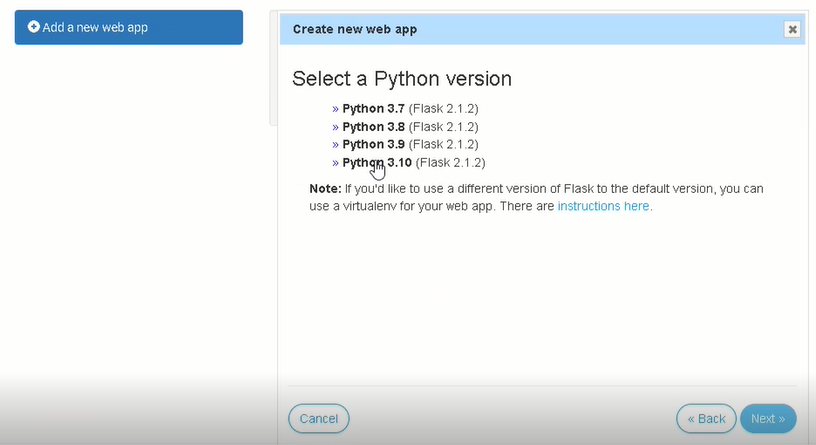 Add a new web app
Create new web app
Select a Python version
» Python 3.7 (Flask 2.1.2)
» Python 3.8 (Flask 2.1.2)
» Python 3.9 (Flask 2.1.2)
» Python 3.10 (Flask 2.1.2)
Note: If you'd like to use a different version of Flask to the default version, you can
use a virtualenv for your web app. There are instructions here.
Cancel
« Back
Next »